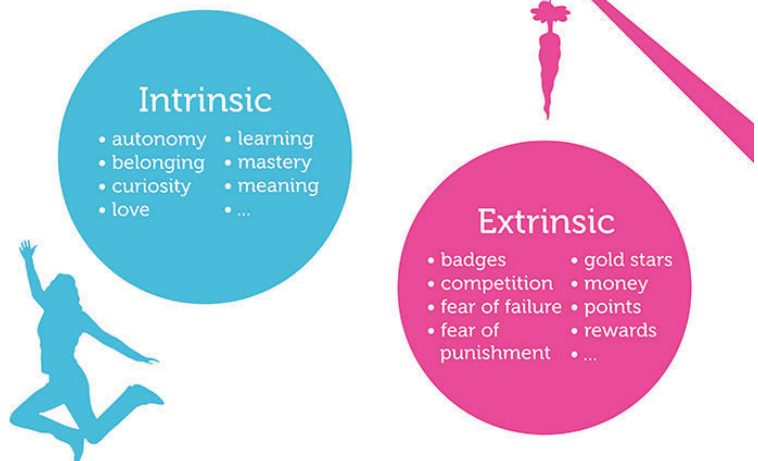 Intrinsic
• autonomy
• belonging
• curiosity
• love
• learning
• mastery
• meaning
• ...
Extrinsic
• badges
• competition
• fear of failure
• fear of
punishment
• gold stars
• money
• points
• rewards
• ...